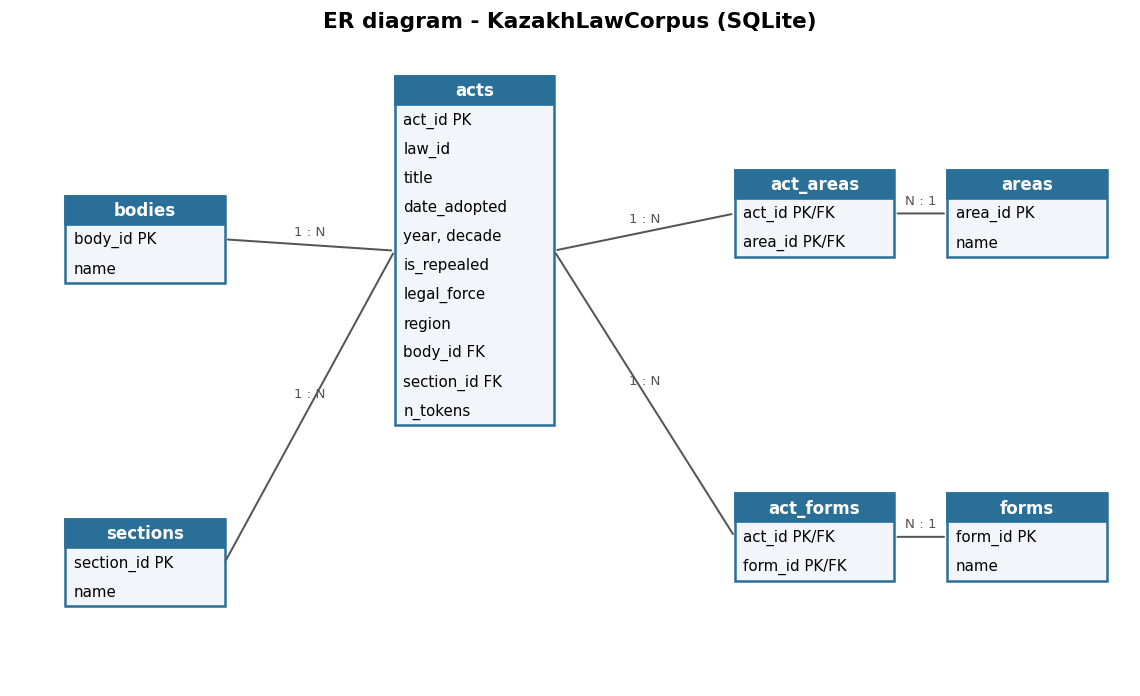 ER diagram - KazakhLawCorpus (SQLite)
bodies
body_id PK
name
1 : N
sections
section_id PK
name
1 : N
acts
act_id PK
law_id
title
date_adopted
year, decade
is_repealed
legal_force
region
body_id FK
section_id FK
n_tokens
1 : N
act_areas
act_id PK/FK
area_id PK/FK
N : 1
areas
area_id PK
name
1 : N
act_forms
act_id PK/FK
form_id PK/FK
N : 1
forms
form_id PK
name